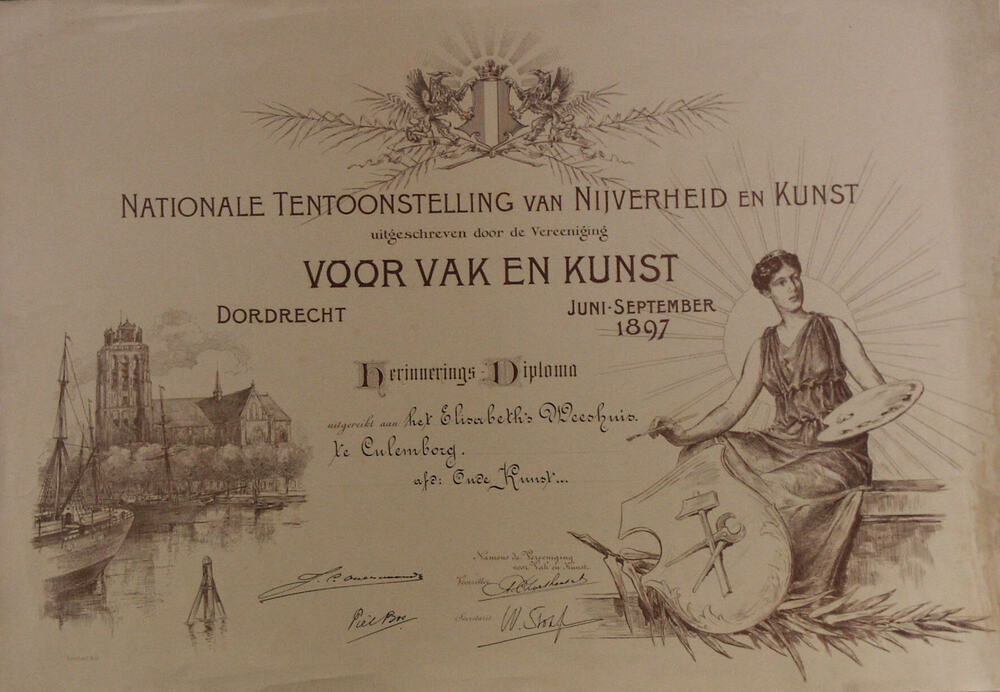 NATIONALE TENTOONSTELLING VAN NIJVERHEID EN KUNST
uitgeschreven door de Vereeniging
VOOR VAK EN KUNST
DORDRECHT
JUNI-SEPTEMBER
1897
Herinnerings-Diploma
uitgereikt aan het Elisabeth's Weeshuis.
te Culemborg.
afd: Oude Kunst...
Namens de Vereeniging
voor Vak en Kunst.
Voorzitter
Secretaris